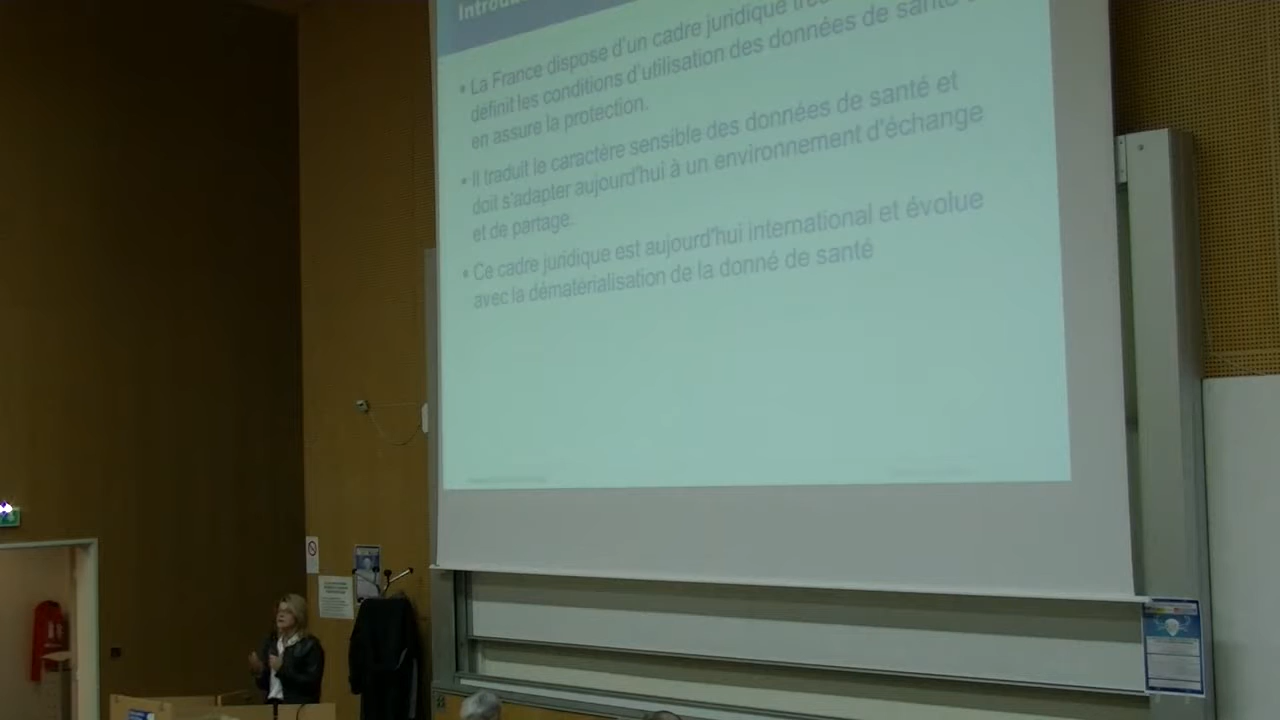 • La France dispose d'un cadre juridique
définit les conditions d'utilisation des données de santé
en assure la protection.
• Il traduit le caractère sensible des données de santé et
doit s'adapter aujourd'hui à un environnement d'échange
et de partage.
• Ce cadre juridique est aujourd'hui international et évolue
avec la dématérialisation de la donné de santé